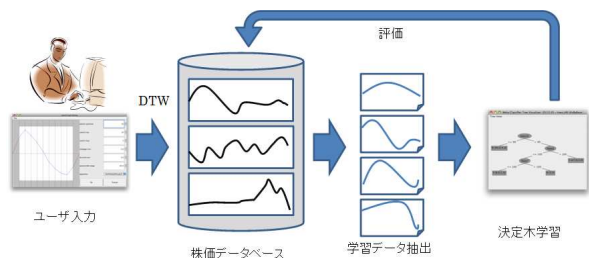 評価
DTW
ユーザ入力
株価データベース
学習データ抽出
決定木学習